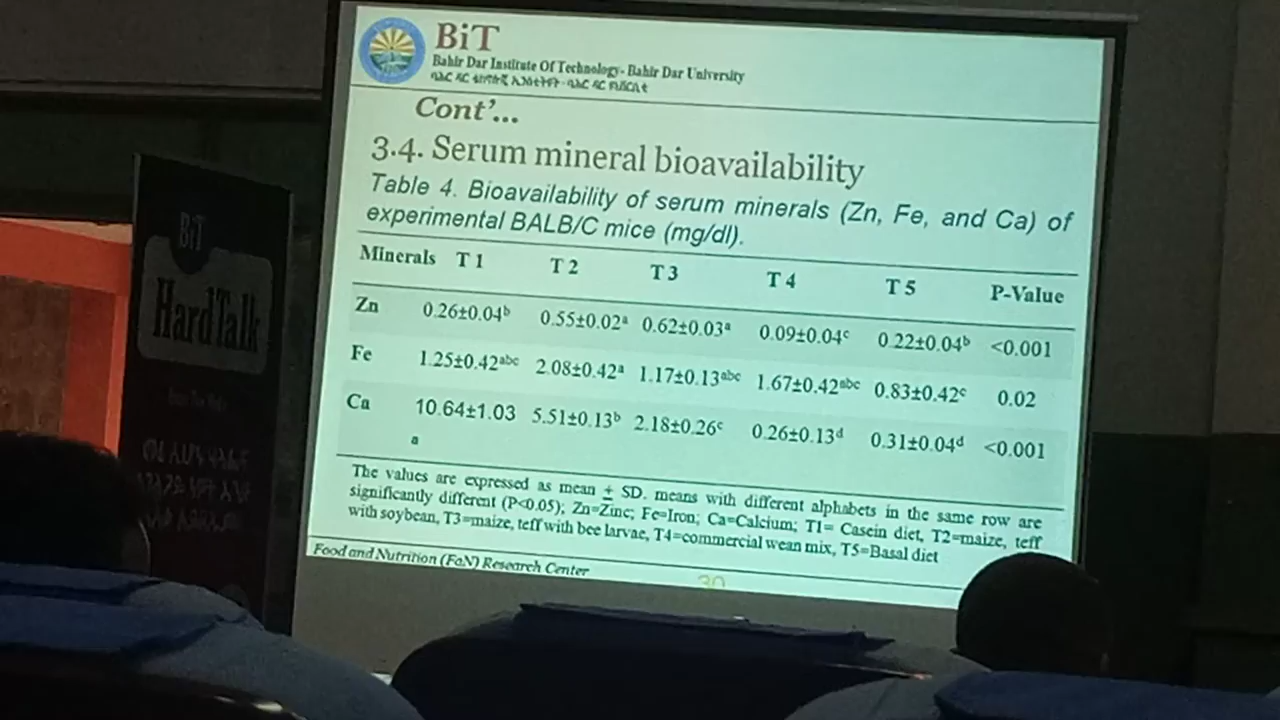 BiT
Bahir Dar Institute Of Technology- Bahir Dar University
Cont’...
3.4. Serum mineral bioavailability
Table 4. Bioavailability of serum minerals (Zn, Fe, and Ca) of
experimental BALB/C mice (mg/dl).
Minerals T 1 T 2 T 3 T 4 T 5 P-Value
Zn 0.26±0.04ᵇ 0.55±0.02ᵃ 0.62±0.03ᵃ 0.09±0.04ᶜ 0.22±0.04ᵇ <0.001
Fe 1.25±0.42ᵃᵇᶜ 2.08±0.42ᵃ 1.17±0.13ᵃᵇᶜ 1.67±0.42ᵃᵇᶜ 0.83±0.42ᶜ 0.02
Ca 10.64±1.03 5.51±0.13ᵇ 2.18±0.26ᶜ 0.26±0.13ᵈ 0.31±0.04ᵈ <0.001
a
The values are expressed as mean ± SD. means with different alphabets in the same row are
significantly different (P<0.05); Zn=Zinc; Fe=Iron; Ca=Calcium; T1= Casein diet, T2=maize, teff
with soybean, T3=maize, teff with bee larvae, T4=commercial wean mix, T5=Basal diet
Food and Nutrition (FaN) Research Center
30
BiT
HardTalk